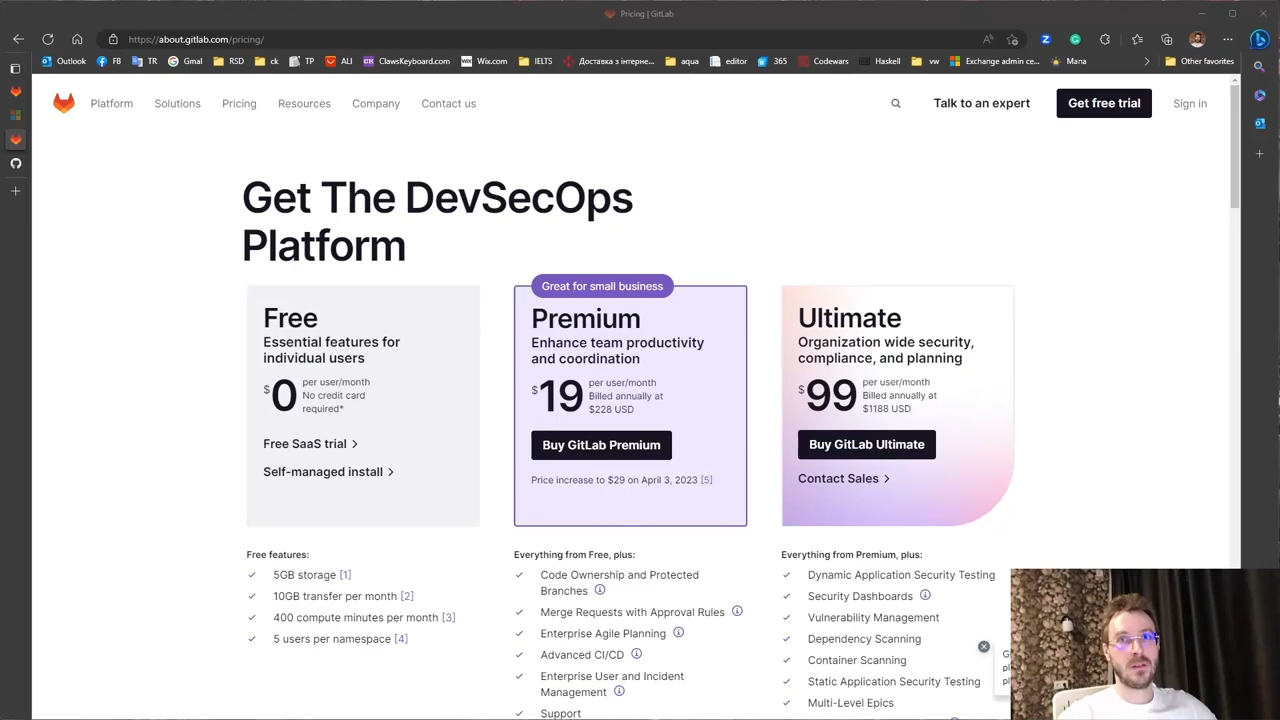 Pricing | GitLab
https://about.gitlab.com/pricing/
Outlook FB TR Gmal RSD ck TP ALI ClawsKeyboard.com Wix.com IELTS Доставка з інтерне... aqua editor 365 Codewars Haskell vw Exchange admin ce... Мапа Other favorites
Platform Solutions Pricing Resources Company Contact us Talk to an expert Get free trial Sign in
Get The DevSecOps
Platform
Free
Essential features for
individual users
$0 per user/month
No credit card
required*
Free SaaS trial
Self-managed install
Great for small business
Premium
Enhance team productivity
and coordination
$19 per user/month
Billed annually at
$228 USD
Buy GitLab Premium
Price increase to $29 on April 3, 2023 [5]
Ultimate
Organization wide security,
compliance, and planning
$99 per user/month
Billed annually at
$1188 USD
Buy GitLab Ultimate
Contact Sales
Free features:
5GB storage [1]
10GB transfer per month [2]
400 compute minutes per month [3]
5 users per namespace [4]
Everything from Free, plus:
Code Ownership and Protected
Branches
Merge Requests with Approval Rules
Enterprise Agile Planning
Advanced CI/CD
Enterprise User and Incident
Management
Support
Everything from Premium, plus:
Dynamic Application Security Testing
Security Dashboards
Vulnerability Management
Dependency Scanning
Container Scanning
Static Application Security Testing
Multi-Level Epics